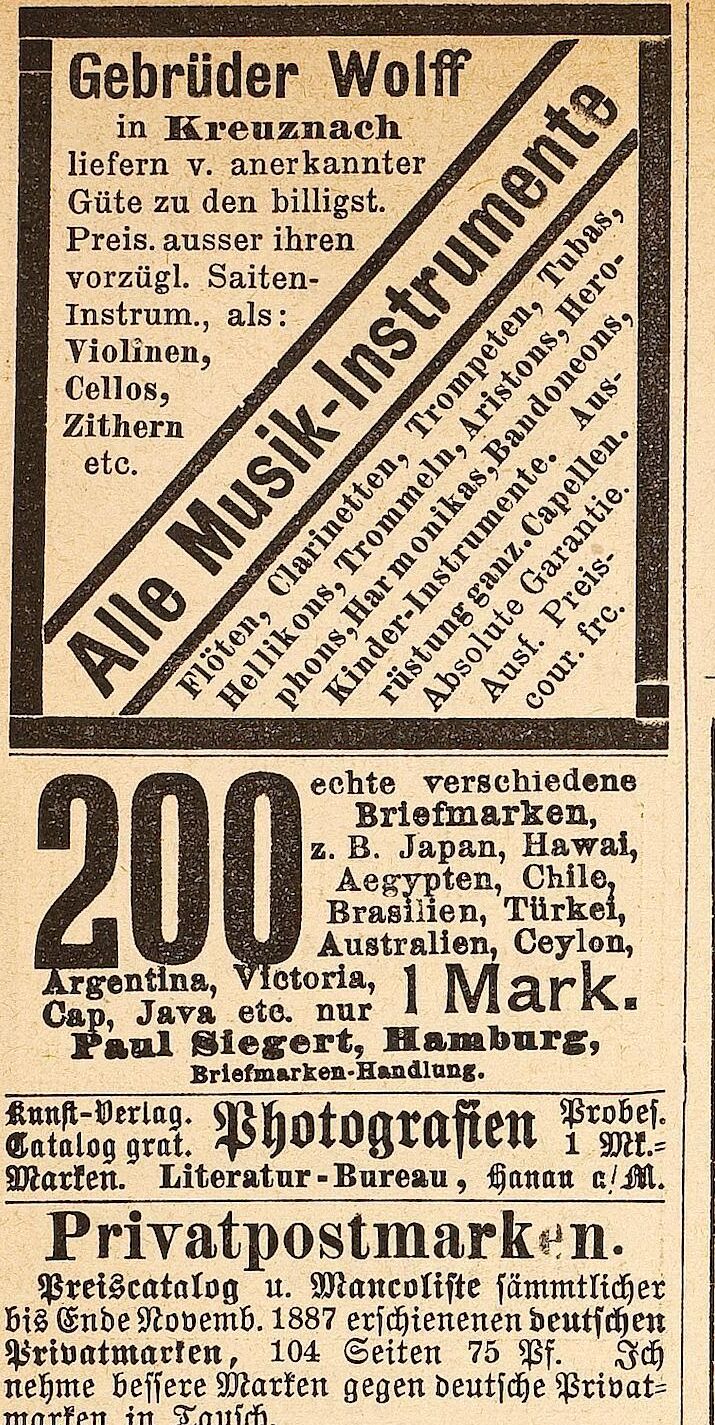 Gebrüder Wolff
in Kreuznach
liefern v. anerkannter
Güte zu den billigst.
Preis. ausser ihren
vorzügl. Saiten-
Instrum., als:
Violinen,
Cellos,
Zithern
etc.
Alle Musik-Instrumente
Flöten, Clarinetten, Trompeten, Tubas,
Hellikons, Trommeln, Aristons, Hero-
phons, Harmonikas, Bandoneons,
Kinder-Instrumente. Aus-
rüstung ganz. Capellen.
Absolute Garantie.
Ausf. Preis-
cour. frc.
200 echte verschiedene
Briefmarken,
z. B. Japan, Hawai,
Aegypten, Chile,
Brasilien, Türkei,
Australien, Ceylon,
Argentina, Victoria,
Cap, Java etc. nur 1 Mark.
Paul Siegert, Hamburg,
Briefmarken-Handlung.
Kunſt-Verlag. Photografien Probeſ.
Catalog grat. 1 Mk.=
Marken. Literatur-Bureau, Hanau a/M.
Privatpostmarken.
Preiscatalog u. Mancoliſte ſämmtlicher
bis Ende Novemb. 1887 erſchienenen deutſchen
Privatmarken, 104 Seiten 75 Pf. Ich
nehme beſſere Marken gegen deutſche Privat=
marken in Tauſch.